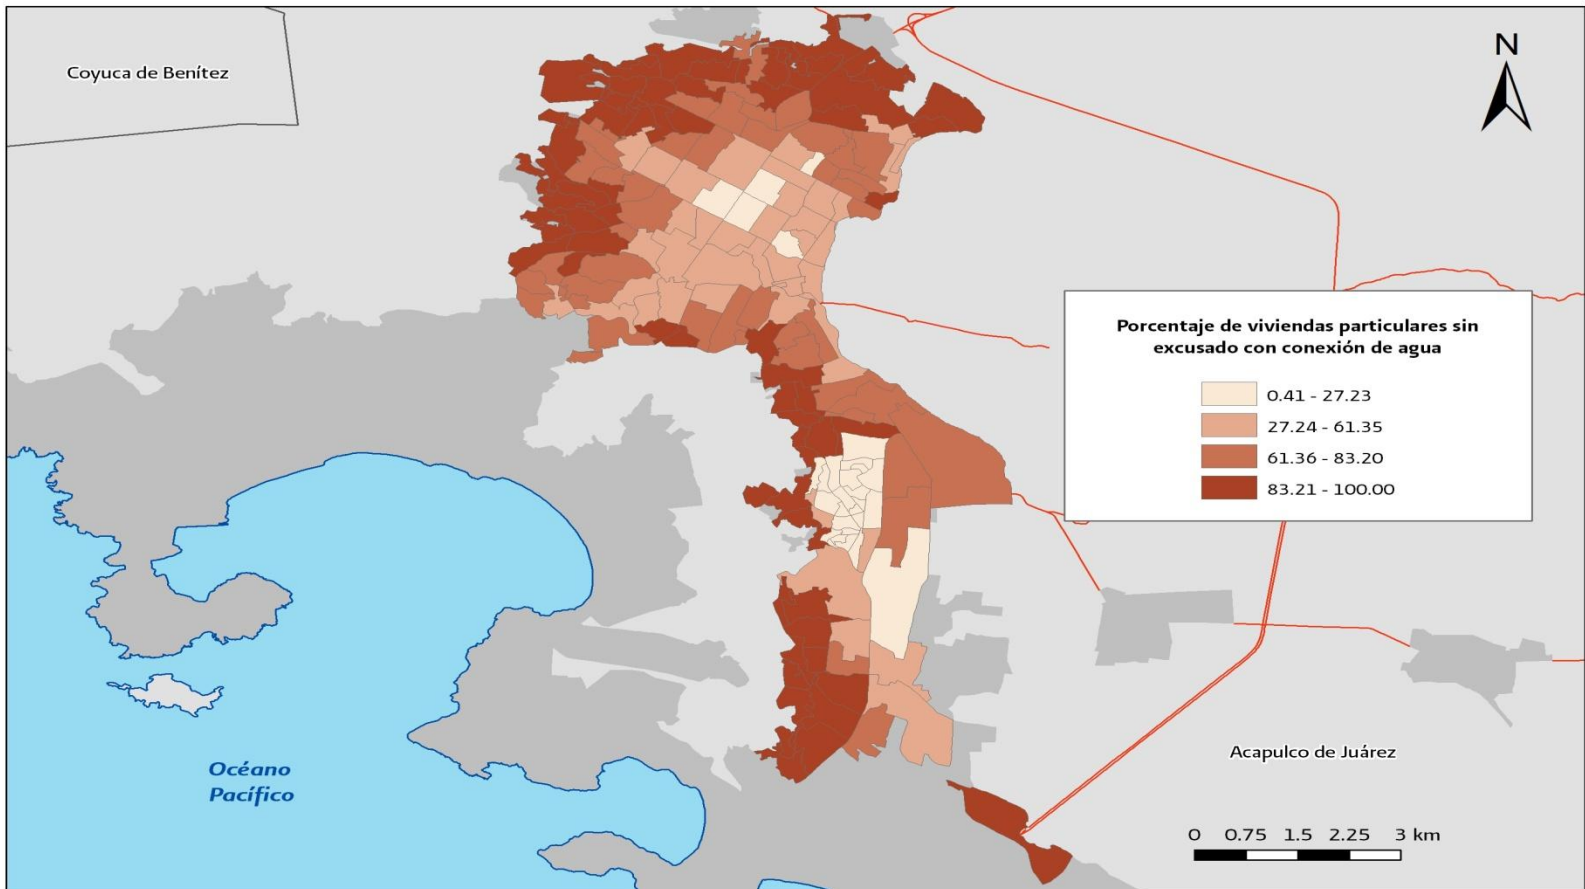 Coyuca de Benítez
N
Porcentaje de viviendas particulares sin
excusado con conexión de agua
0.41 - 27.23
27.24 - 61.35
61.36 - 83.20
83.21 - 100.00
Océano
Pacífico
Acapulco de Juárez
0 0.75 1.5 2.25 3 km